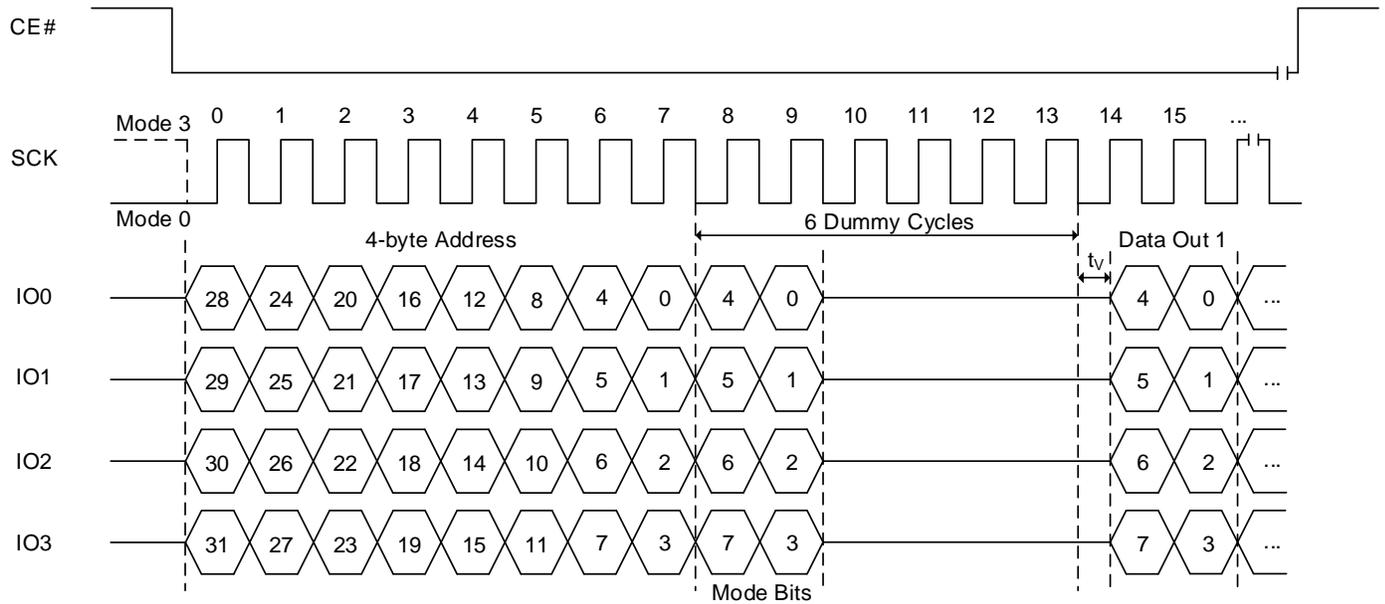 CE#
0 1 2 3 4 5 6 7 8 9 10 11 12 13 14 15 ...
Mode 3
SCK
Mode 0
6 Dummy Cycles
4-byte Address
Data Out 1
tV
IO0 28 24 20 16 12 8 4 0 4 0 4 0 ...
IO1 29 25 21 17 13 9 5 1 5 1 5 1 ...
IO2 30 26 22 18 14 10 6 2 6 2 6 2 ...
IO3 31 27 23 19 15 11 7 3 7 3 7 3 ...
Mode Bits